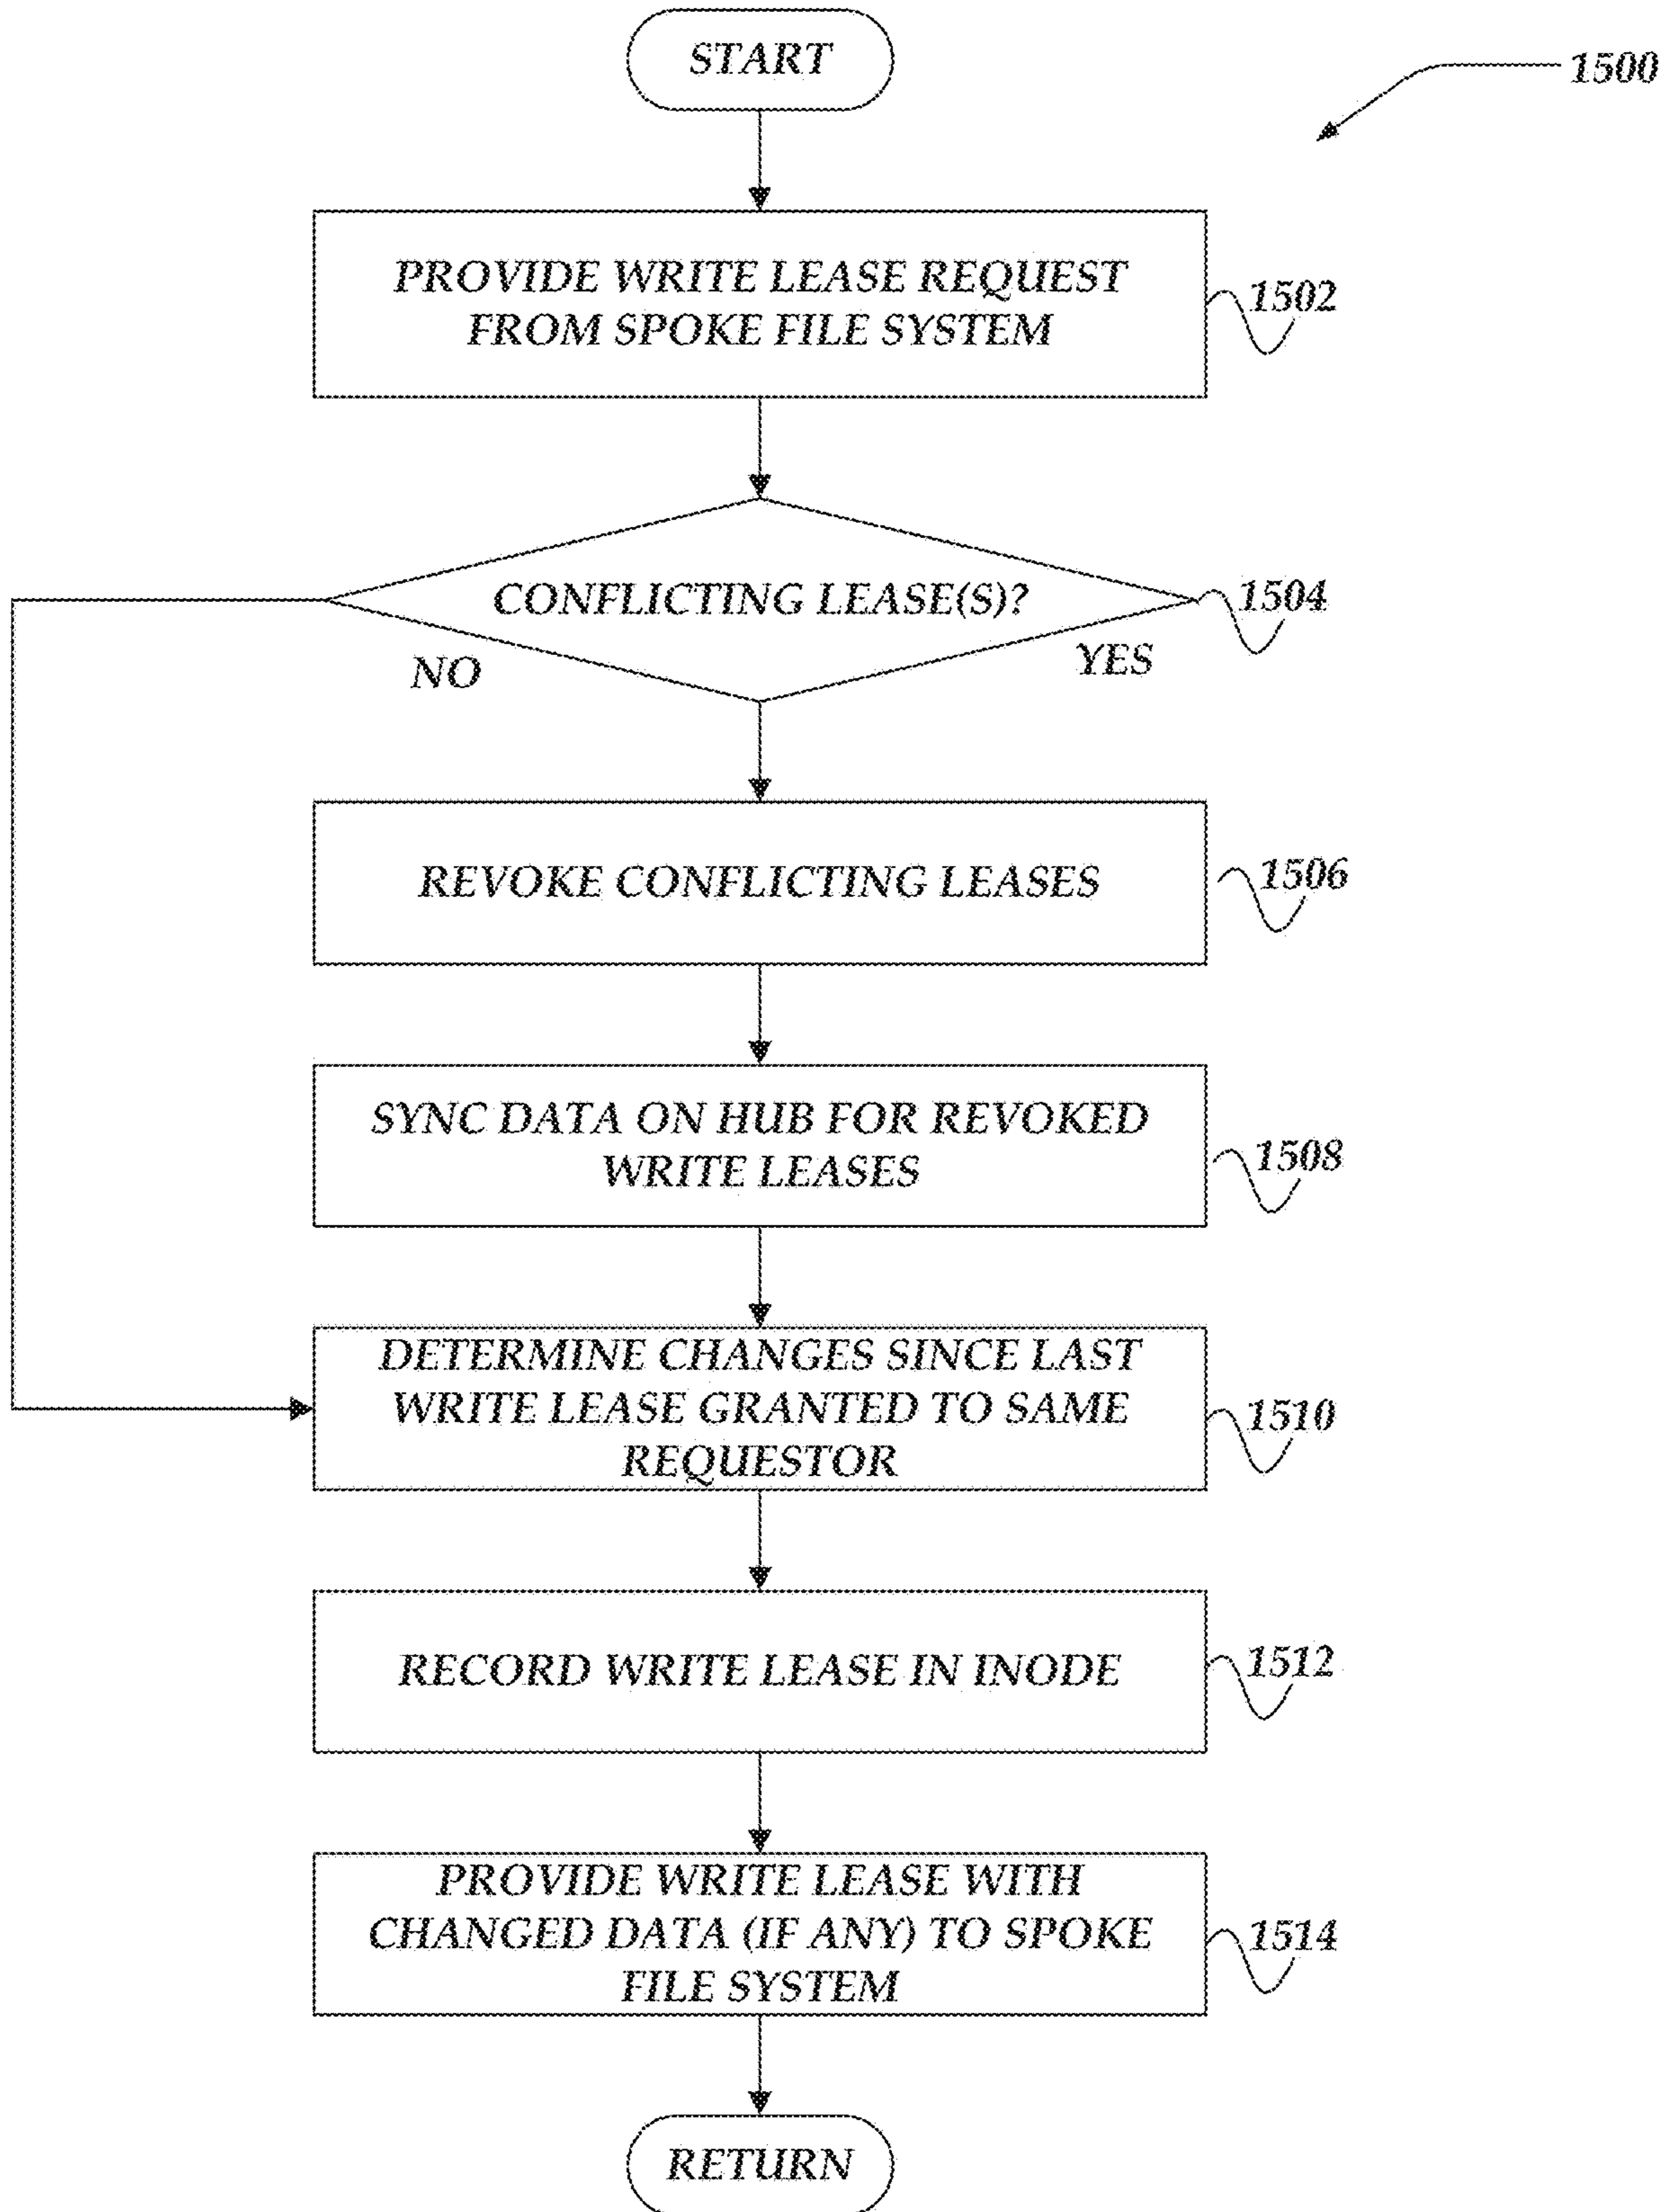 START
1500
PROVIDE WRITE LEASE REQUEST
FROM SPOKE FILE SYSTEM
1502
CONFLICTING LEASE(S)?
1504
NO
YES
REVOKE CONFLICTING LEASES
1506
SYNC DATA ON HUB FOR REVOKED
WRITE LEASES
1508
DETERMINE CHANGES SINCE LAST
WRITE LEASE GRANTED TO SAME
REQUESTOR
1510
RECORD WRITE LEASE IN INODE
1512
PROVIDE WRITE LEASE WITH
CHANGED DATA (IF ANY) TO SPOKE
FILE SYSTEM
1514
RETURN